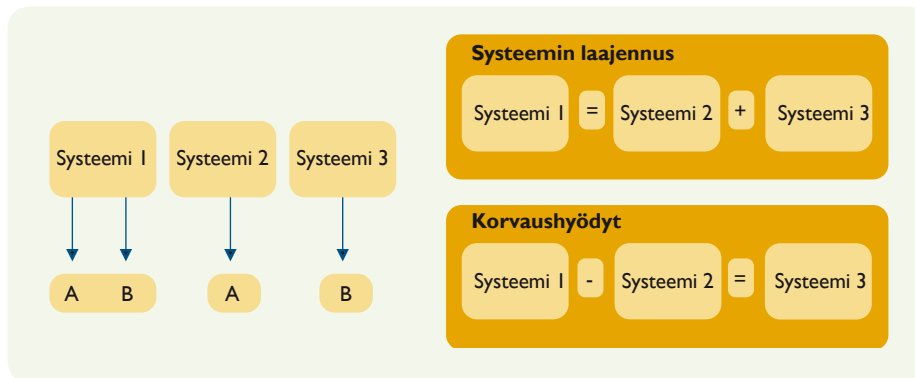 Systeemi 1 Systeemi 2 Systeemi 3
A B A B
Systeemin laajennus
Systeemi 1 = Systeemi 2 + Systeemi 3
Korvaushyödyt
Systeemi 1 - Systeemi 2 = Systeemi 3